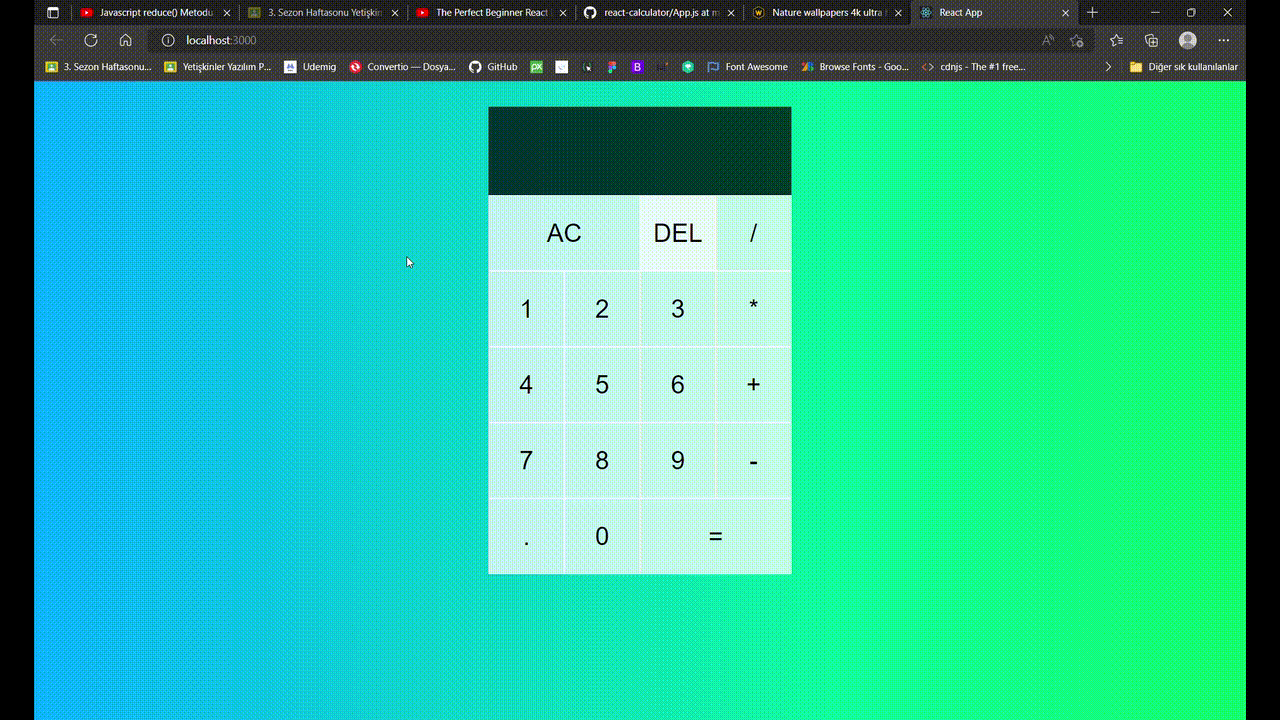 Javascript reduce() Metodu
3. Sezon Haftasonu Yetişkin
The Perfect Beginner React
react-calculator/App.js at m
Nature wallpapers 4k ultra
React App
localhost:3000
3. Sezon Haftasonu...
Yetişkinler Yazılım P...
Udemig
Convertio — Dosya...
GitHub
Font Awesome
Browse Fonts - Goo...
cdnjs - The #1 free...
Diğer sık kullanılanlar
AC DEL /
1 2 3 *
4 5 6 +
7 8 9 -
. 0 =